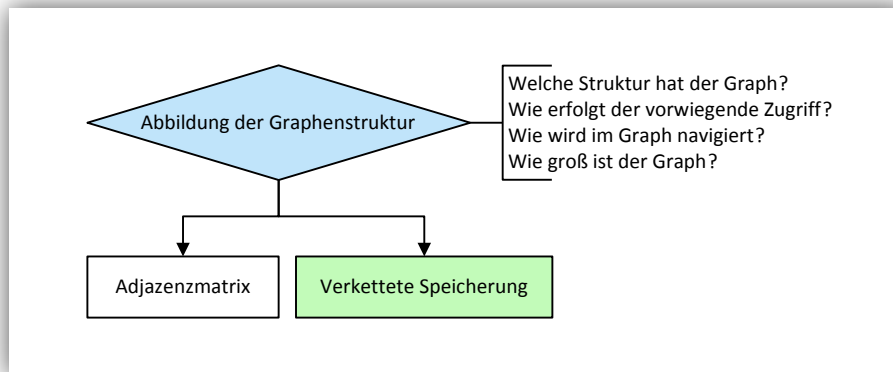 Abbildung der Graphenstruktur
Welche Struktur hat der Graph?
Wie erfolgt der vorwiegende Zugriff?
Wie wird im Graph navigiert?
Wie groß ist der Graph?
Adjazenzmatrix
Verkettete Speicherung